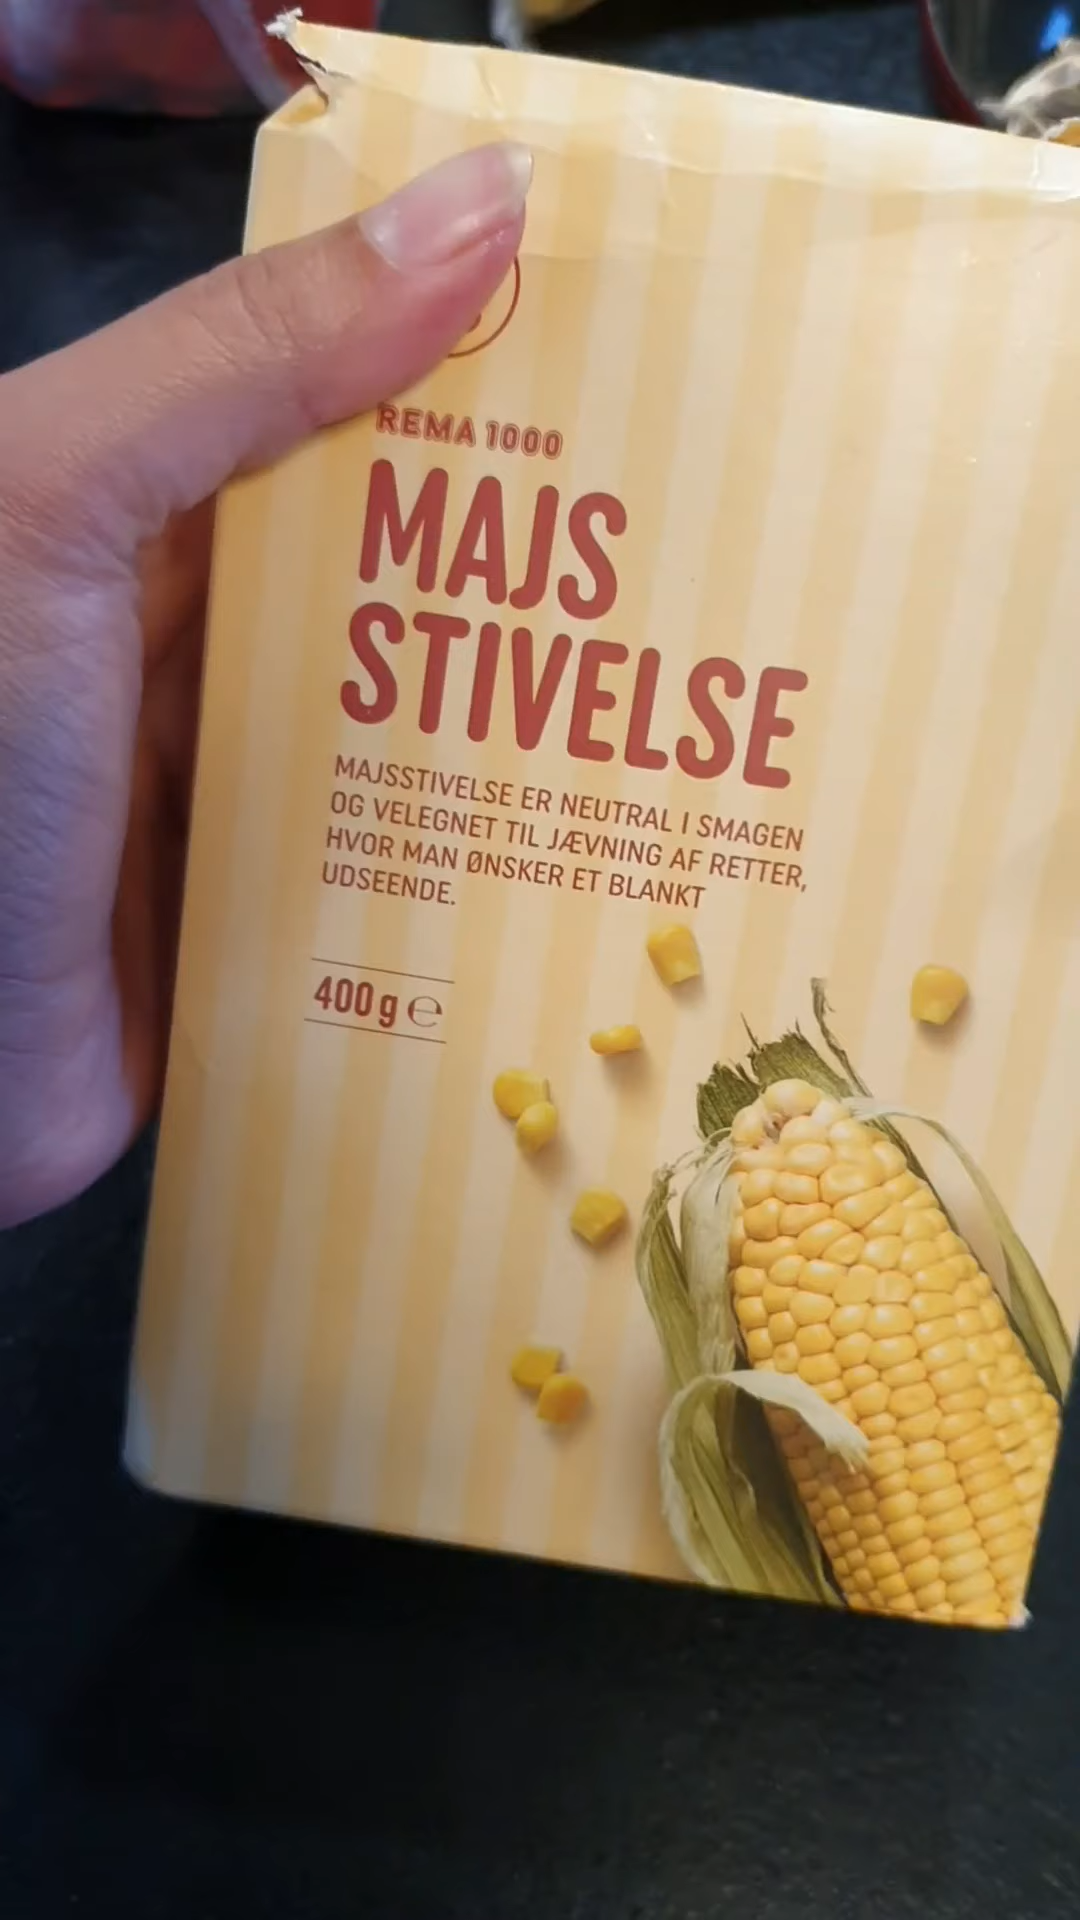 REMA 1000
MAJS
STIVELSE
MAJSSTIVELSE ER NEUTRAL I SMAGEN
OG VELEGNET TIL JÆVNING AF RETTER,
HVOR MAN ØNSKER ET BLANKT
UDSEENDE.
400 g ℮